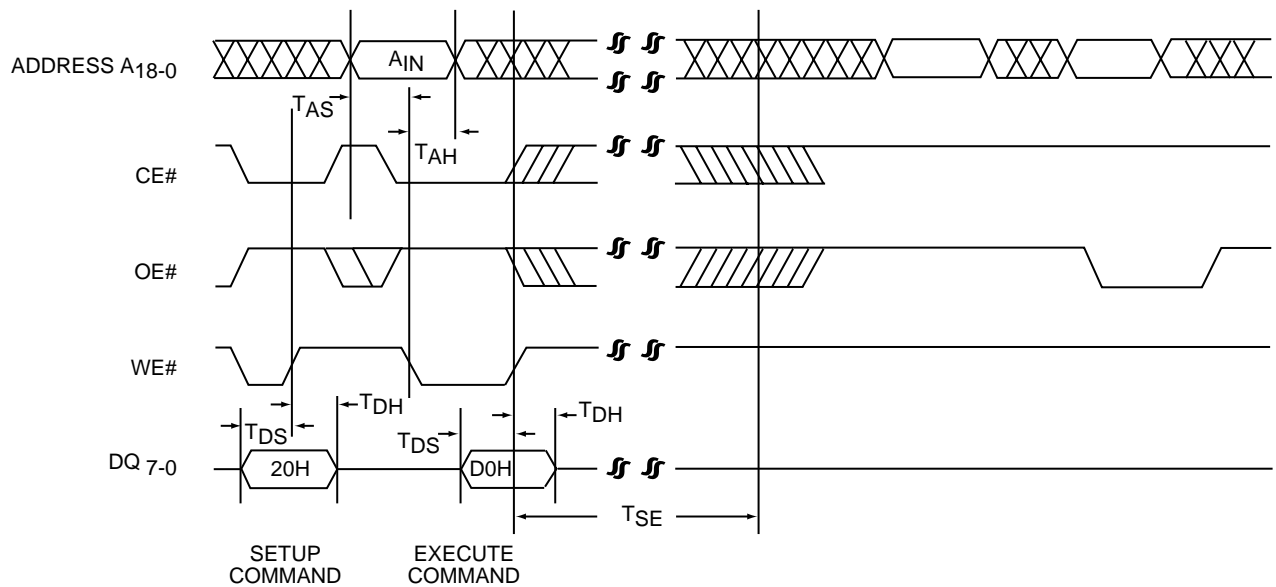 ADDRESS A18-0
AIN
TAS
TAH
CE#
OE#
WE#
TDH
TDS
TDH
TDS
DQ 7-0
20H
D0H
TSE
SETUP
COMMAND
EXECUTE
COMMAND